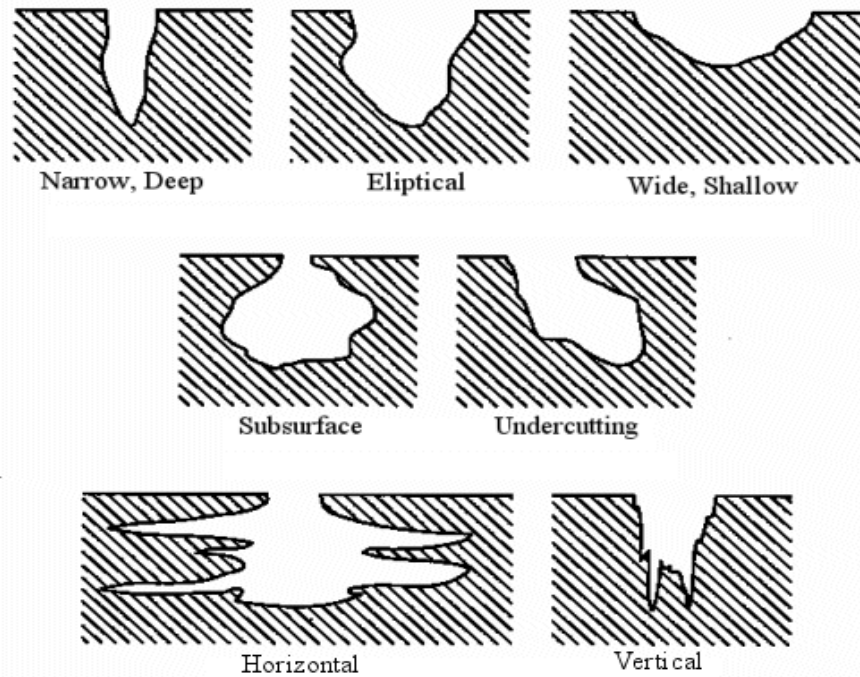 Narrow, Deep
Eliptical
Wide, Shallow
Subsurface
Undercutting
Horizontal
Vertical